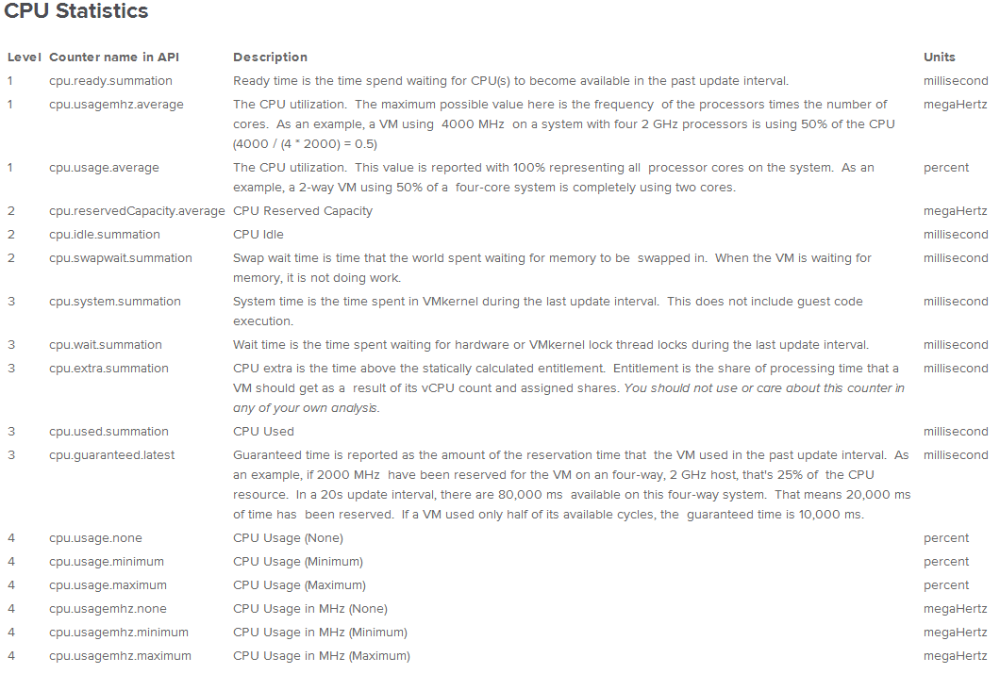 CPU Statistics
Level Counter name in API Description Units
1 cpu.ready.summation Ready time is the time spend waiting for CPU(s) to become available in the past update interval. millisecond
1 cpu.usagemhz.average The CPU utilization. The maximum possible value here is the frequency of the processors times the number of megaHertz
cores. As an example, a VM using 4000 MHz on a system with four 2 GHz processors is using 50% of the CPU
(4000 / (4 * 2000) = 0.5)
1 cpu.usage.average The CPU utilization. This value is reported with 100% representing all processor cores on the system. As an percent
example, a 2-way VM using 50% of a four-core system is completely using two cores.
2 cpu.reservedCapacity.average CPU Reserved Capacity megaHertz
2 cpu.idle.summation CPU Idle millisecond
2 cpu.swapwait.summation Swap wait time is time that the world spent waiting for memory to be swapped in. When the VM is waiting for millisecond
memory, it is not doing work.
3 cpu.system.summation System time is the time spent in VMkernel during the last update interval. This does not include guest code millisecond
execution.
3 cpu.wait.summation Wait time is the time spent waiting for hardware or VMkernel lock thread locks during the last update interval. millisecond
3 cpu.extra.summation CPU extra is the time above the statically calculated entitlement. Entitlement is the share of processing time that a millisecond
VM should get as a result of its vCPU count and assigned shares. You should not use or care about this counter in
any of your own analysis.
3 cpu.used.summation CPU Used millisecond
3 cpu.guaranteed.latest Guaranteed time is reported as the amount of the reservation time that the VM used in the past update interval. As millisecond
an example, if 2000 MHz have been reserved for the VM on an four-way, 2 GHz host, that's 25% of the CPU
resource. In a 20s update interval, there are 80,000 ms available on this four-way system. That means 20,000 ms
of time has been reserved. If a VM used only half of its available cycles, the guaranteed time is 10,000 ms.
4 cpu.usage.none CPU Usage (None) percent
4 cpu.usage.minimum CPU Usage (Minimum) percent
4 cpu.usage.maximum CPU Usage (Maximum) percent
4 cpu.usagemhz.none CPU Usage in MHz (None) megaHertz
4 cpu.usagemhz.minimum CPU Usage in MHz (Minimum) megaHertz
4 cpu.usagemhz.maximum CPU Usage in MHz (Maximum) megaHertz